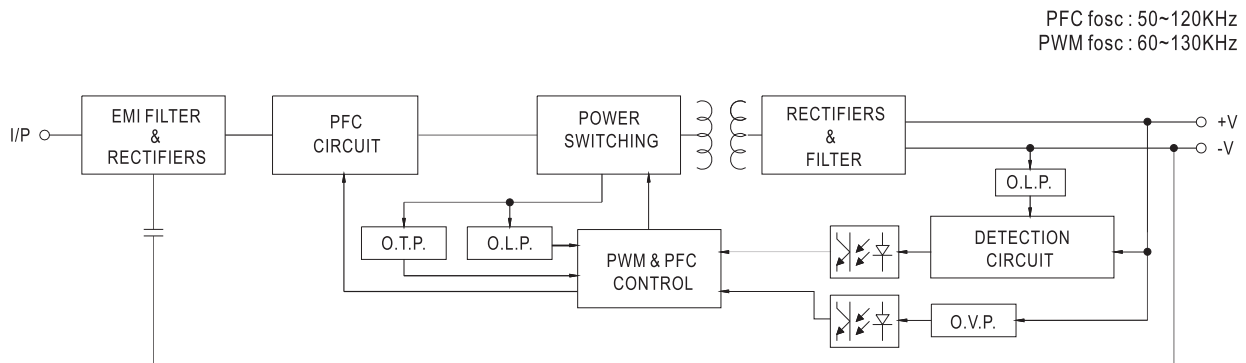 PFC fosc : 50~120KHz
PWM fosc : 60~130KHz
I/P
EMI FILTER
&
RECTIFIERS
PFC
CIRCUIT
POWER
SWITCHING
RECTIFIERS
&
FILTER
+V
-V
O.L.P.
O.T.P.
O.L.P.
PWM & PFC
CONTROL
DETECTION
CIRCUIT
O.V.P.